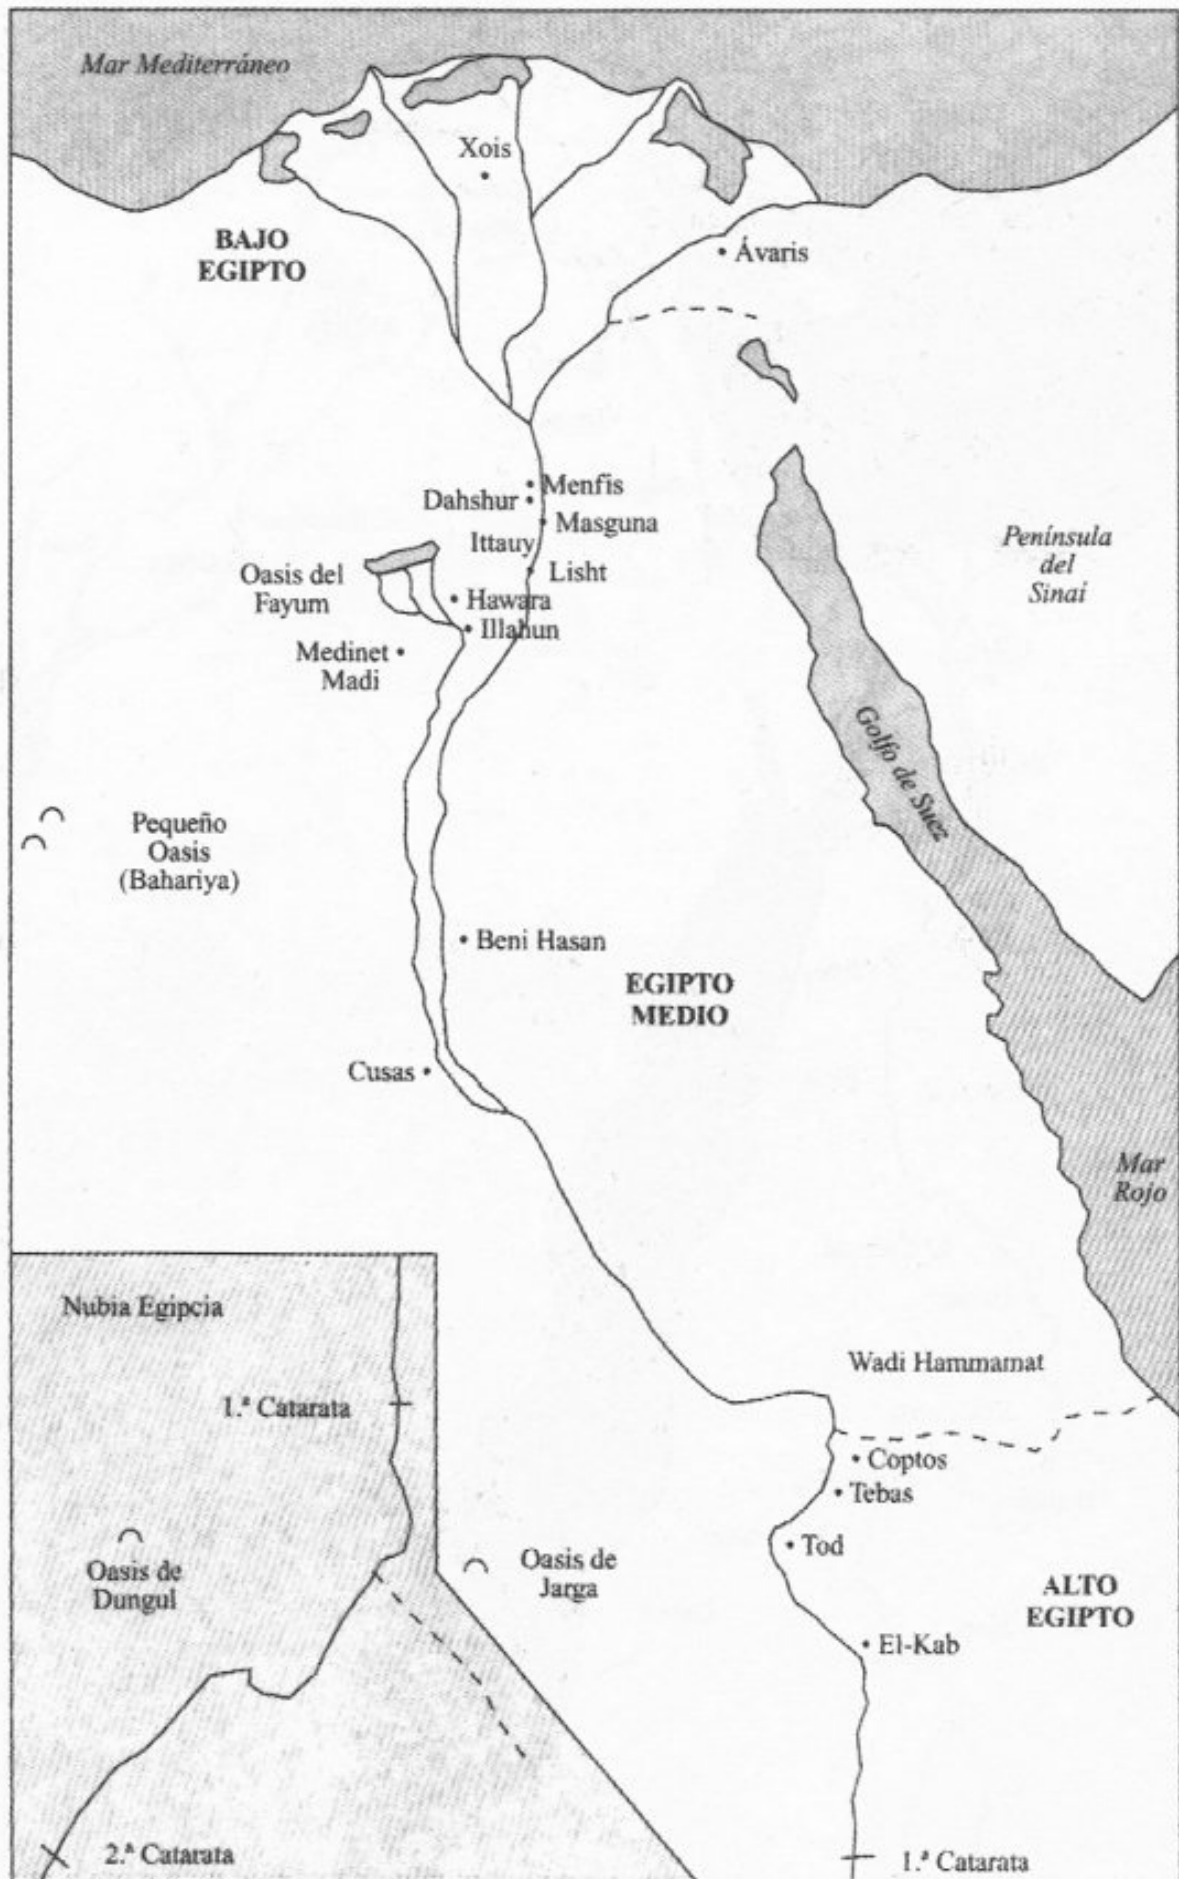 Mar Mediterráneo
Xois
BAJO
EGIPTO
Ávaris
Menfis
Dahshur
Masguna
Ittauy
Lisht
Oasis del
Fayum
Hawara
Illahun
Medinet
Madi
Península
del
Sinaí
Golfo de Suez
Pequeño
Oasis
(Bahariya)
Beni Hasan
EGIPTO
MEDIO
Cusas
Mar
Rojo
Nubia Egipcia
Wadi Hammamat
1.ª Catarata
Coptos
Tebas
Tod
Oasis de
Dungul
Oasis de
Jarga
ALTO
EGIPTO
El-Kab
2.ª Catarata
1.ª Catarata